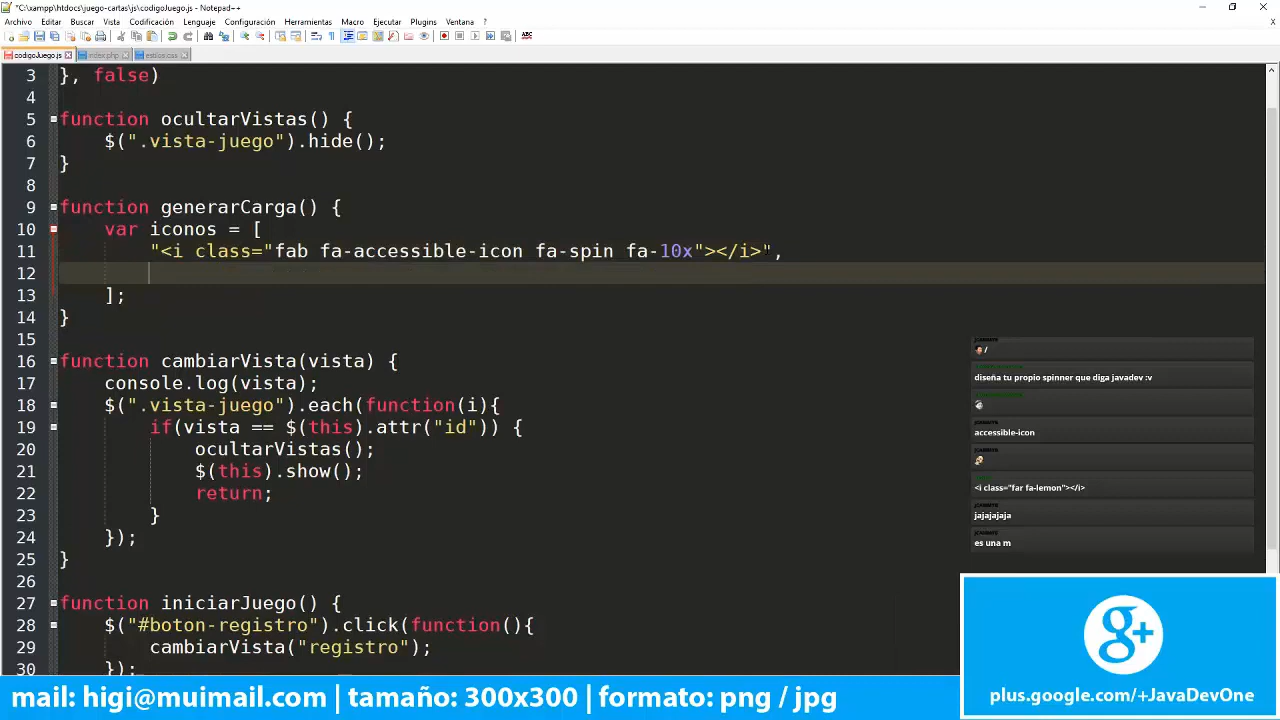 *C:\xampp\htdocs\juego-cartas\js\codigoJuego.js - Notepad++
Archivo Editar Buscar Vista Codificación Lenguaje Configuración Herramientas Macro Ejecutar Plugins Ventana ?
codigoJuego.js index.php estilos.css
3 }, false)
4
5 function ocultarVistas() {
6 $(".vista-juego").hide();
7 }
8
9 function generarCarga() {
10 var iconos = [
11 "<i class="fab fa-accessible-icon fa-spin fa-10x"></i>",
12
13 ];
14 }
15
16 function cambiarVista(vista) {
17 console.log(vista);
18 $(".vista-juego").each(function(i){
19 if(vista == $(this).attr("id")) {
20 ocultarVistas();
21 $(this).show();
22 return;
23 }
24 });
25 }
26
27 function iniciarJuego() {
28 $("#boton-registro").click(function(){
29 cambiarVista("registro");
30 });
/
diseña tu propio spinner que diga javadev :v
accessible-icon
<i class="far fa-lemon"></i>
jajajajaja
es una m
g+
plus.google.com/+JavaDevOne
mail: higi@muimail.com | tamaño: 300x300 | formato: png / jpg